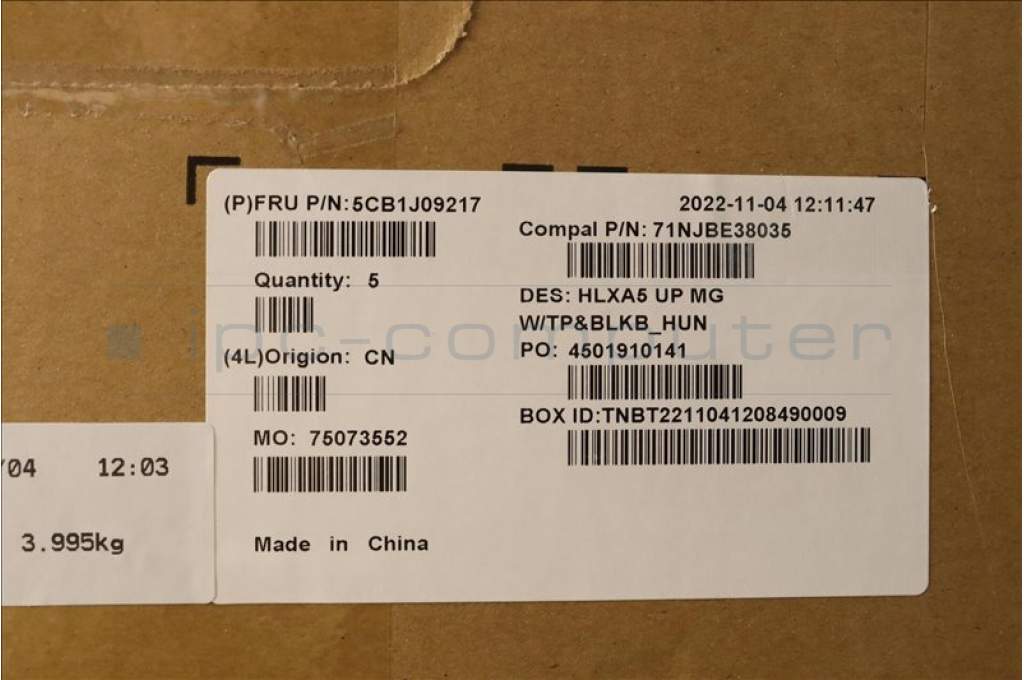 (P)FRU P/N:5CB1J09217
2022-11-04 12:11:47
Compal P/N: 71NJBE38035
Quantity: 5
DES: HLXA5 UP MG
W/TP&BLKB_HUN
ipc-computer
(4L)Origion: CN
PO: 4501910141
BOX ID:TNBT2211041208490009
MO: 75073552
Made in China
/04 12:03
3.995kg